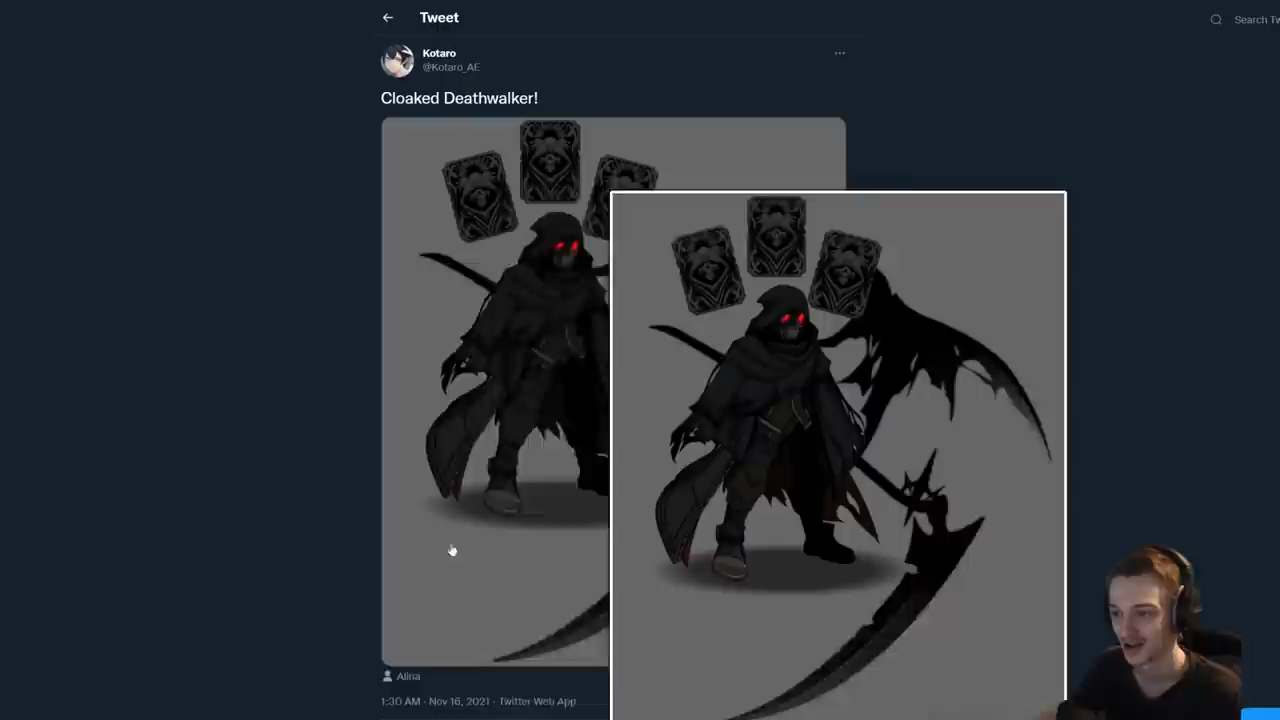 Tweet
Search Tw
Kotaro
@Kotaro_AE
Cloaked Deathwalker!
Alina
1:30 AM · Nov 16, 2021 · Twitter Web App